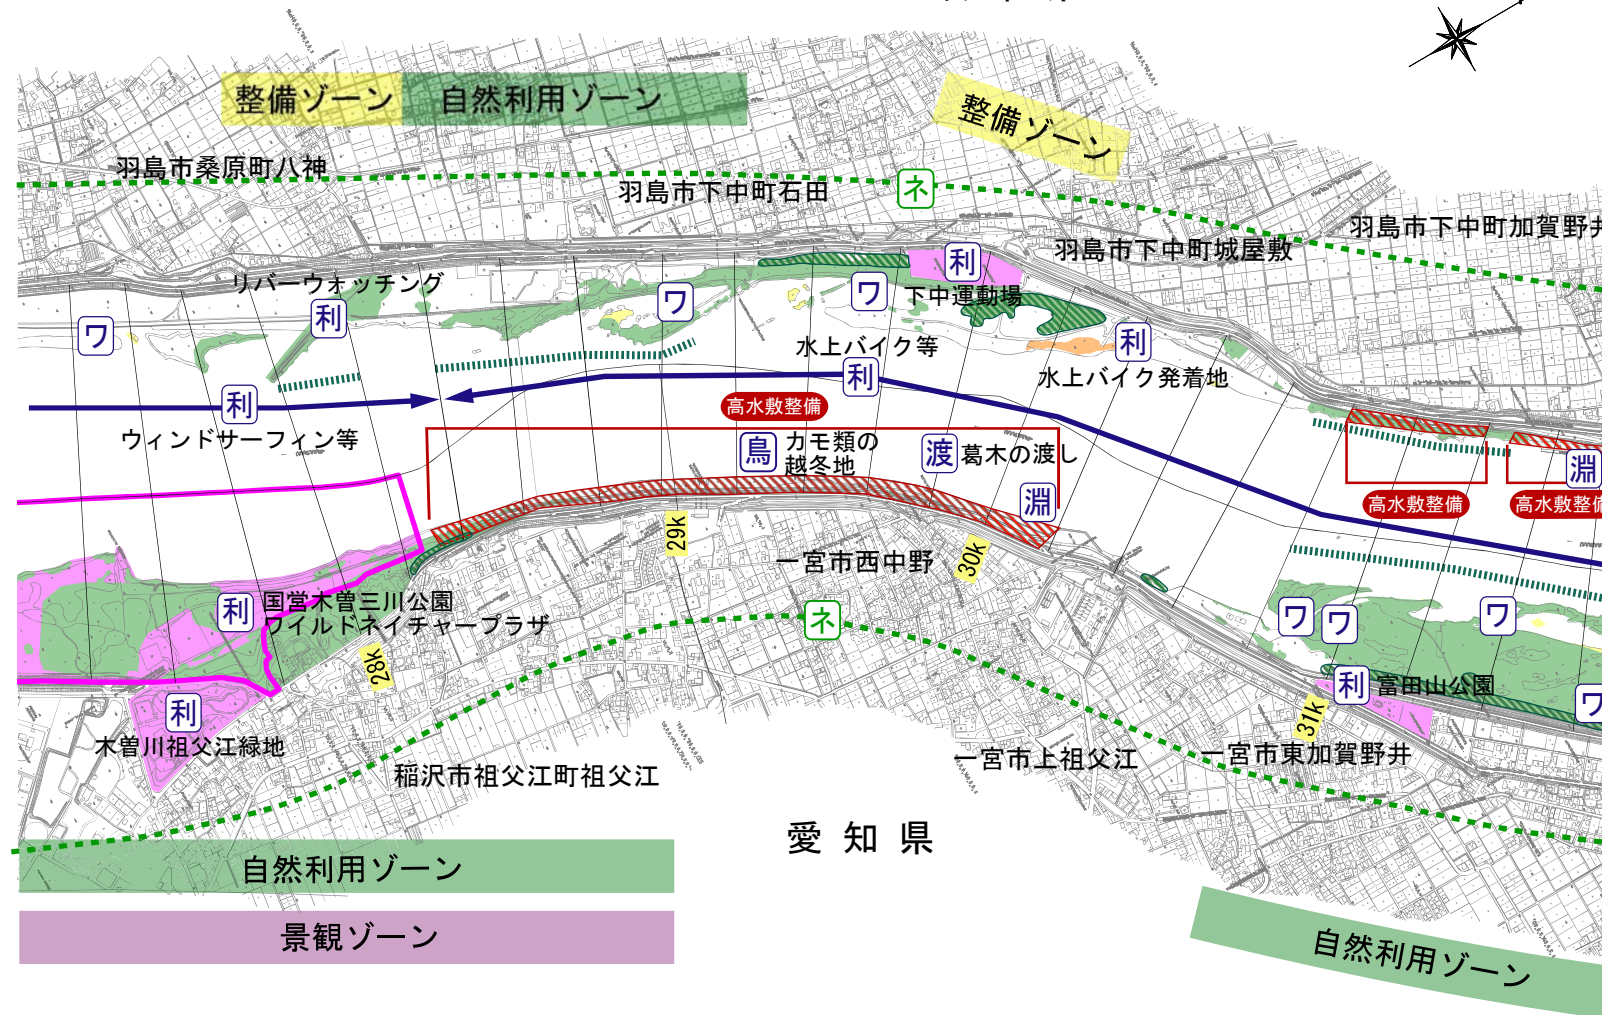 整備ゾーン
自然利用ゾーン
整備ゾーン
羽島市桑原町八神
羽島市下中町石田
ネ
羽島市下中町城屋敷
羽島市下中町加賀野井
リバーウォッチング
利
ワ
ワ
ワ
利
下中運動場
水上バイク等
利
利
水上バイク発着地
利
ウィンドサーフィン等
高水敷整備
鳥
カモ類の
越冬地
渡
葛木の渡し
淵
淵
高水敷整備
高水敷整備
29k
30k
一宮市西中野
ネ
利
国営木曽三川公園
ワイルドネイチャープラザ
28k
ワ
ワ
ワ
利
富田山公園
ワ
31k
利
木曽川祖父江緑地
稲沢市祖父江町祖父江
一宮市上祖父江
一宮市東加賀野井
愛知県
自然利用ゾーン
景観ゾーン
自然利用ゾーン